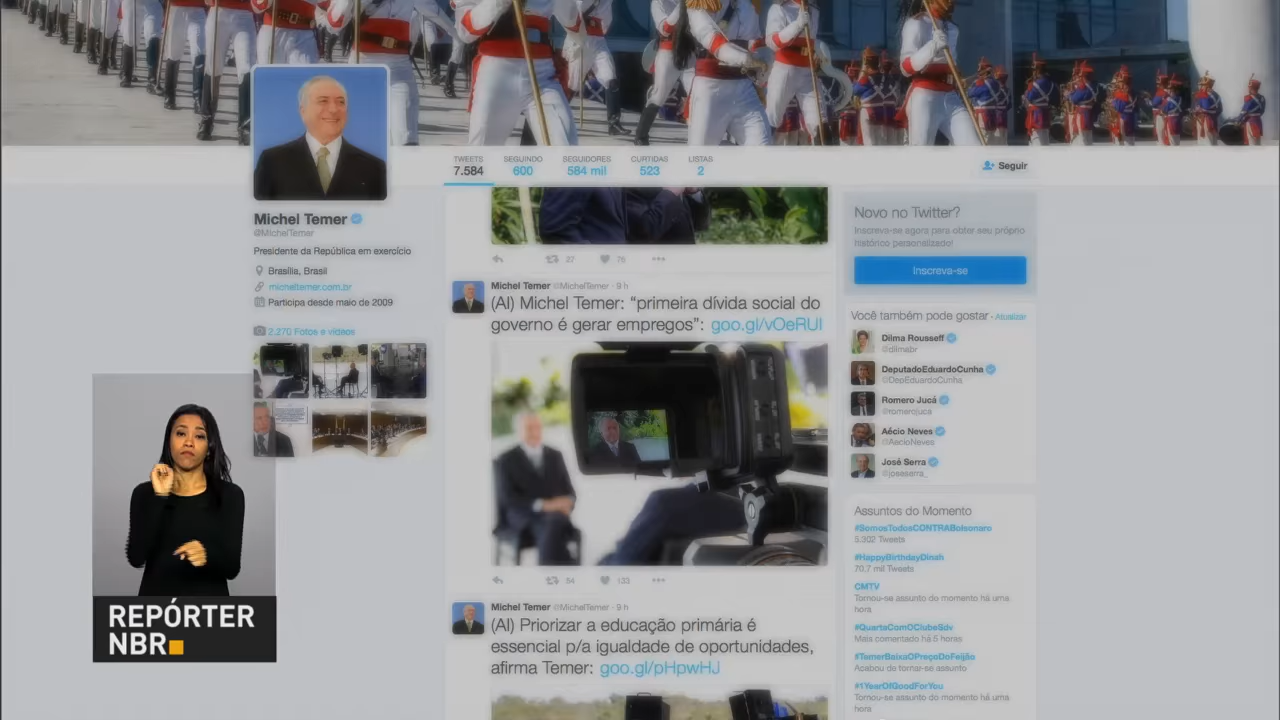 TWEETS SEGUINDO SEGUIDORES CURTIDAS LISTAS
7.584 600 584 mil 523 2
Seguir
Michel Temer
@MichelTemer
Presidente da República em exercício
Brasília, Brasil
micheltemer.com.br
Participa desde maio de 2009
2.270 Fotos e vídeos
27 76
Michel Temer @MichelTemer · 9 h
(AI) Michel Temer: “primeira dívida social do
governo é gerar empregos”: goo.gl/vOeRUI
54 133
Michel Temer @MichelTemer · 9 h
(AI) Priorizar a educação primária é
essencial p/a igualdade de oportunidades,
afirma Temer: goo.gl/pHpwHJ
Novo no Twitter?
Inscreva-se agora para obter seu próprio
histórico personalizado!
Inscreva-se
Você também pode gostar · Atualizar
Dilma Rousseff
@dilmabr
DeputadoEduardoCunha
@DepEduardoCunha
Romero Jucá
@romerojuca
Aécio Neves
@AecioNeves
José Serra
@joseserra_
Assuntos do Momento
#SomosTodosCONTRABolsonaro
5.302 Tweets
#HappyBirthdayDinah
70,7 mil Tweets
CMTV
Tornou-se assunto do momento há uma
hora
#QuartaComOClubeSdv
Mais comentado há 5 horas
#TemerBaixaOPreçoDoFeijão
Acabou de tornar-se assunto
#1YearOfGoodForYou
Tornou-se assunto do momento há uma
hora
REPÓRTER
NBR